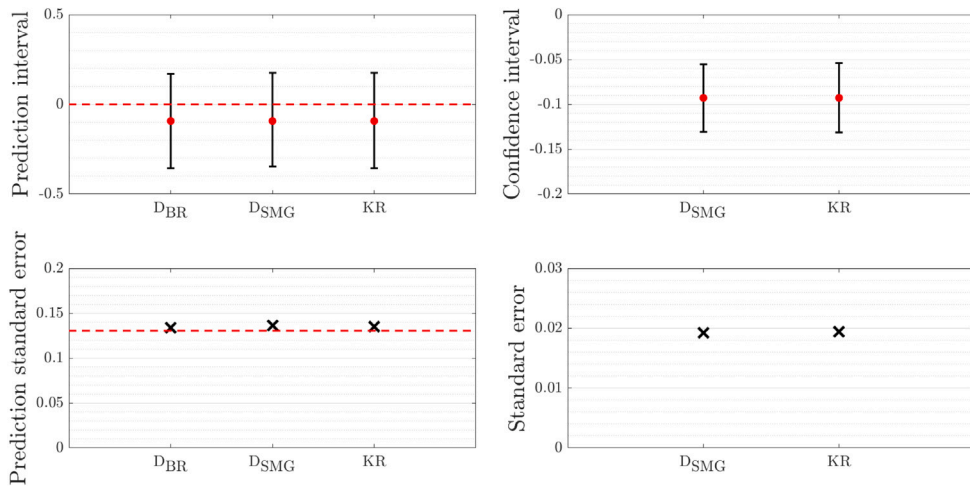 Prediction interval
0.5
0
-0.5
D_BR D_SMG KR
Confidence interval
0
-0.05
-0.1
-0.15
-0.2
D_SMG KR
Prediction standard error
0.2
0.15
0.1
0.05
0
D_BR D_SMG KR
Standard error
0.03
0.02
0.01
0
D_SMG KR